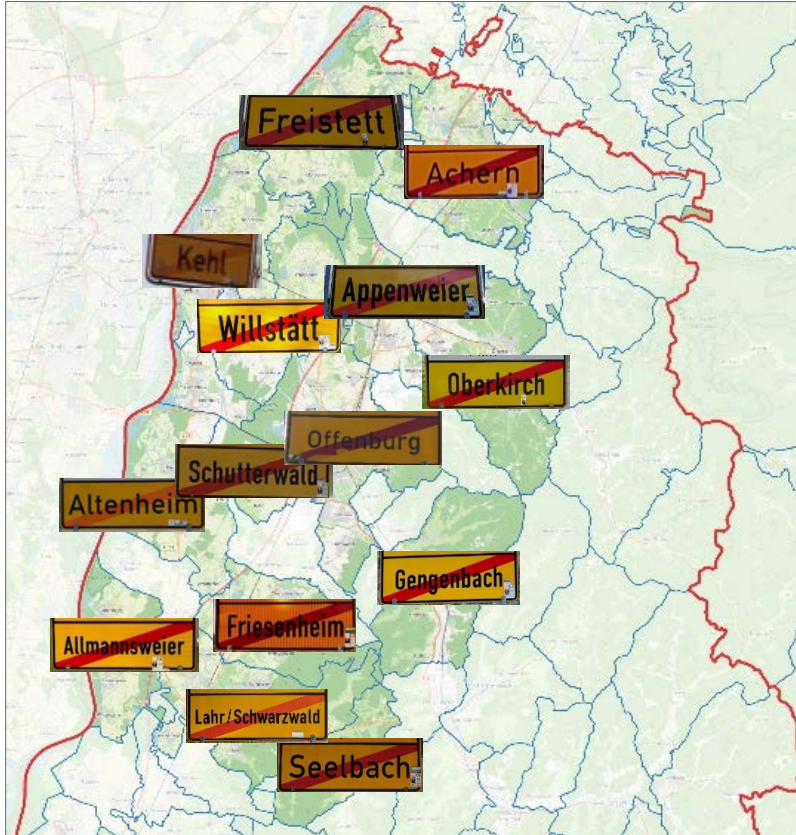 Freistett
Achern
Kehl
Appenweier
Willstätt
Oberkirch
Offenburg
Schutterwald
Altenheim
Gengenbach
Friesenheim
Allmannsweier
Lahr/Schwarzwald
Seelbach